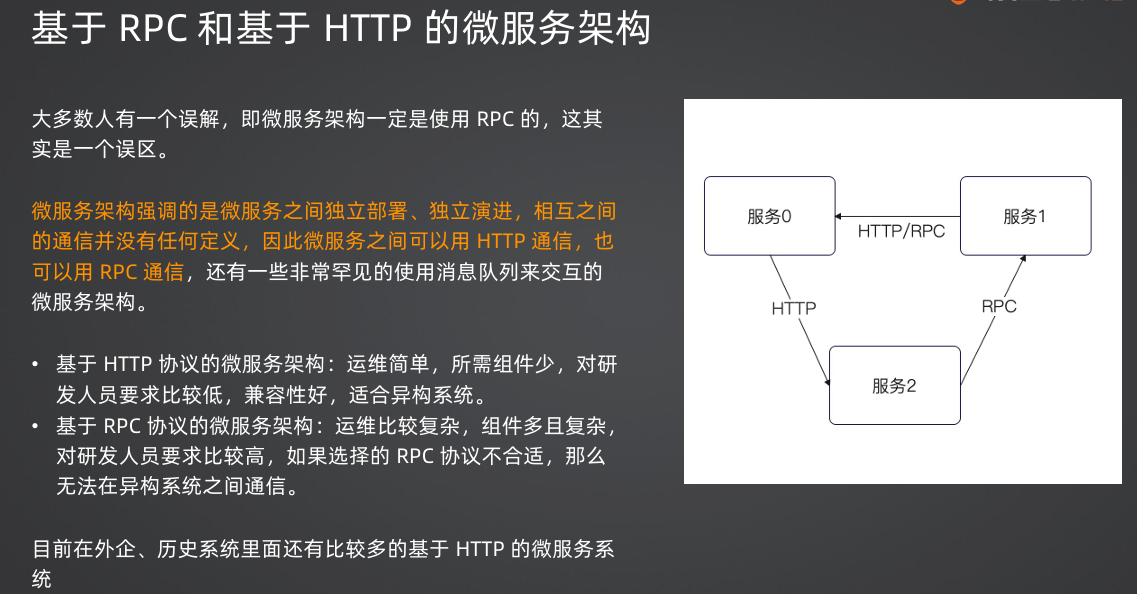 基于 RPC 和基于 HTTP 的微服务架构
大多数人有一个误解，即微服务架构一定是使用 RPC 的，这其
实是一个误区。
微服务架构强调的是微服务之间独立部署、独立演进，相互之间
的通信并没有任何定义，因此微服务之间可以用 HTTP 通信，也
可以用 RPC 通信，还有一些非常罕见的使用消息队列来交互的
微服务架构。
• 基于 HTTP 协议的微服务架构：运维简单，所需组件少，对研
发人员要求比较低，兼容性好，适合异构系统。
• 基于 RPC 协议的微服务架构：运维比较复杂，组件多且复杂，
对研发人员要求比较高，如果选择的 RPC 协议不合适，那么
无法在异构系统之间通信。
目前在外企、历史系统里面还有比较多的基于 HTTP 的微服务系
统
服务0
服务1
HTTP/RPC
HTTP
RPC
服务2